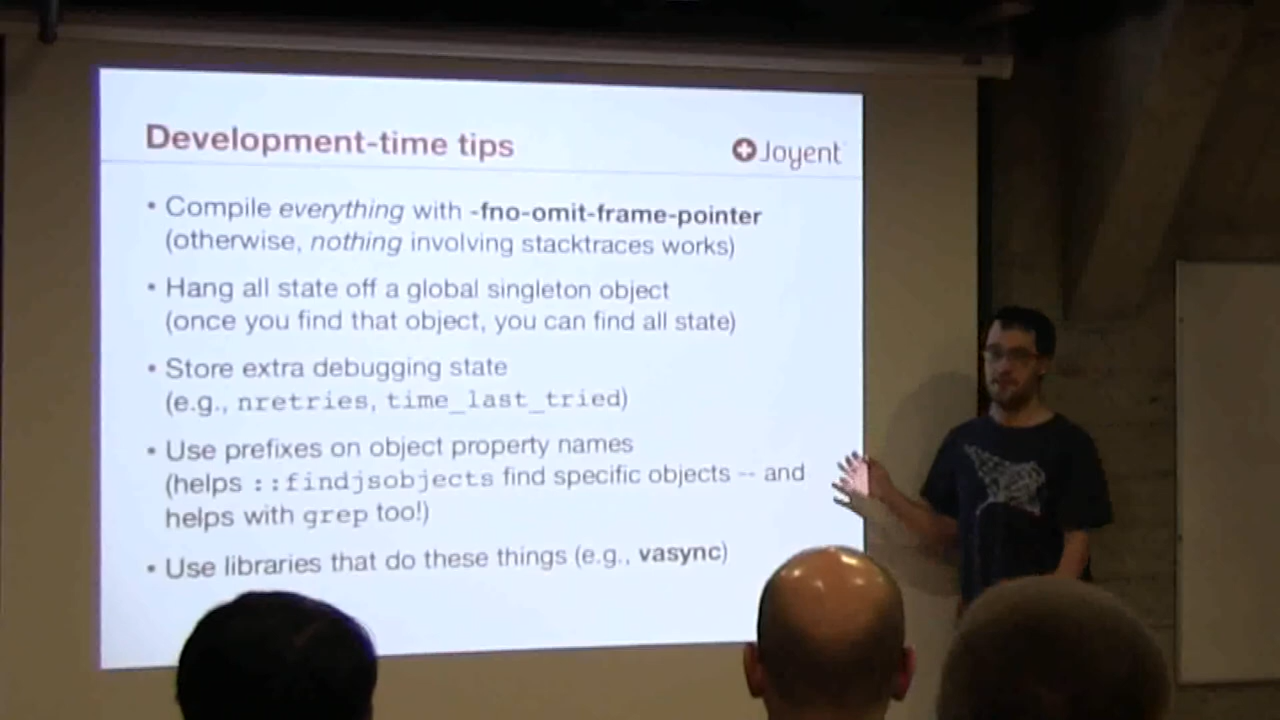 Development-time tips
Joyent
• Compile everything with -fno-omit-frame-pointer
(otherwise, nothing involving stacktraces works)
• Hang all state off a global singleton object
(once you find that object, you can find all state)
• Store extra debugging state
(e.g., nretries, time_last_tried)
• Use prefixes on object property names
(helps ::findjsobjects find specific objects -- and
helps with grep too!)
• Use libraries that do these things (e.g., vasync)